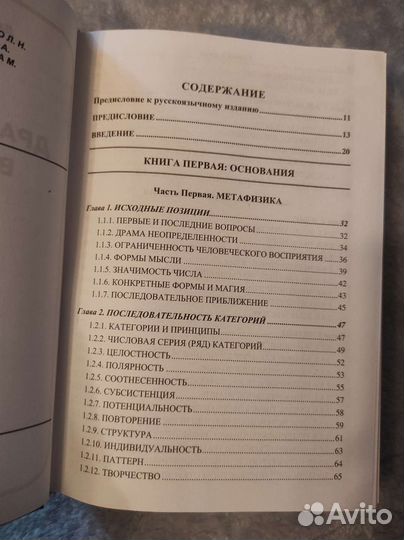 О Л. Н.
А.
А М.
ДРА
В
СОДЕРЖАНИЕ
Предисловие к русскоязычному изданию 11
ПРЕДИСЛОВИЕ 13
ВВЕДЕНИЕ 20
КНИГА ПЕРВАЯ: ОСНОВАНИЯ
Часть Первая. МЕТАФИЗИКА
Глава 1. ИСХОДНЫЕ ПОЗИЦИИ 32
1.1.1. ПЕРВЫЕ И ПОСЛЕДНИЕ ВОПРОСЫ 32
1.1.2. ДРАМА НЕОПРЕДЕЛЕННОСТИ 34
1.1.3. ОГРАНИЧЕННОСТЬ ЧЕЛОВЕЧЕСКОГО ВОСПРИЯТИЯ 36
1.1.4. ФОРМЫ МЫСЛИ 39
1.1.5. ЗНАЧИМОСТЬ ЧИСЛА 42
1.1.6. КОНКРЕТНЫЕ ФОРМЫ И МАГИЯ 43
1.1.7. ПОСЛЕДОВАТЕЛЬНОЕ ПРИБЛИЖЕНИЕ 45
Глава 2. ПОСЛЕДОВАТЕЛЬНОСТЬ КАТЕГОРИЙ 47
1.2.1. КАТЕГОРИИ И ПРИНЦИПЫ 47
1.2.2. ЧИСЛОВАЯ СЕРИЯ (РЯД) КАТЕГОРИЙ 49
1.2.3. ЦЕЛОСТНОСТЬ 52
1.2.4. ПОЛЯРНОСТЬ 53
1.2.5. СООТНЕСЕННОСТЬ 55
1.2.6. СУБСИСТЕНЦИЯ 57
1.2.7. ПОТЕНЦИАЛЬНОСТЬ 58
1.2.8. ПОВТОРЕНИЕ 59
1.2.9. СТРУКТУРА 61
1.2.10. ИНДИВИДУАЛЬНОСТЬ 63
1.2.11. ПАТТЕРН 64
1.2.12. ТВОРЧЕСТВО 65
Avito